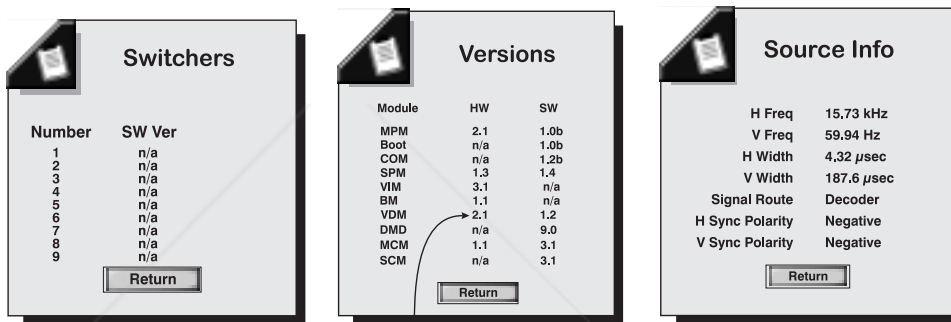 Switchers
Number SW Ver
1 n/a
2 n/a
3 n/a
4 n/a
5 n/a
6 n/a
7 n/a
8 n/a
9 n/a
Return
Versions
Module HW SW
MPM 2.1 1.0b
Boot n/a 1.0b
COM n/a 1.2b
SPM 1.3 1.4
VIM 3.1 n/a
BM 1.1 n/a
VDM 2.1 1.2
DMD n/a 9.0
MCM 1.1 3.1
SCM n/a 3.1
Return
Source Info
H Freq 15.73 kHz
V Freq 59.94 Hz
H Width 4.32 µsec
V Width 187.6 µsec
Signal Route Decoder
H Sync Polarity Negative
V Sync Polarity Negative
Return